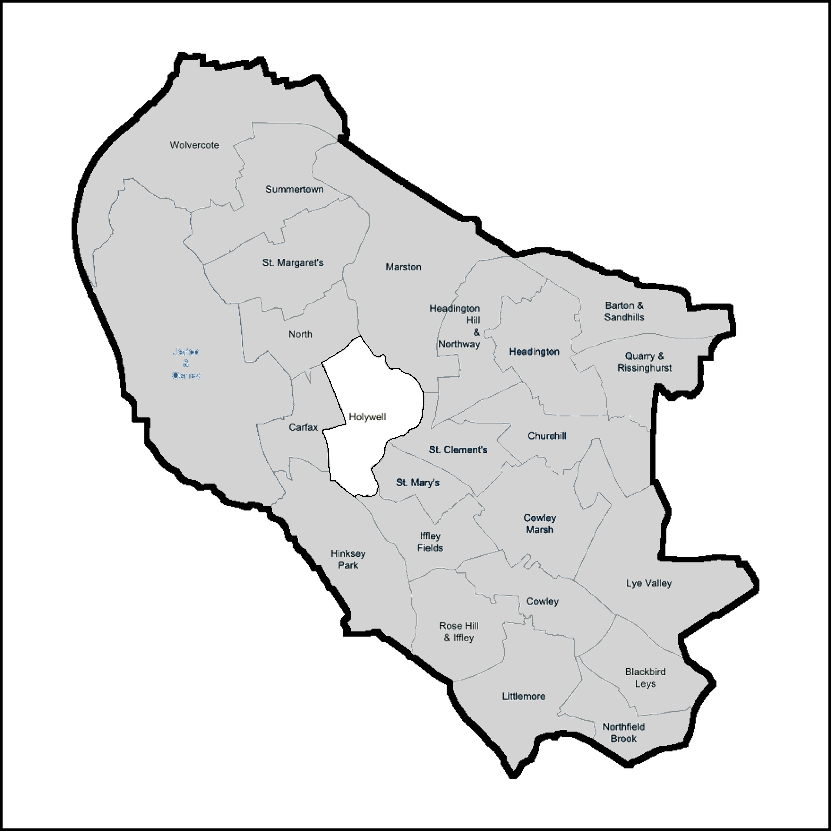 Wolvercote
Summertown
St. Margaret's
Marston
Headington
Hill
&
Northway
Barton &
Sandhills
North
Headington
Quarry &
Risinghurst
&
Holywell
Carfax
Churchill
St. Clement's
St. Mary's
Cowley
Marsh
Iffley
Fields
Hinksey
Park
Lye Valley
Cowley
Rose Hill
& Iffley
Blackbird
Leys
Littlemore
Northfield
Brook